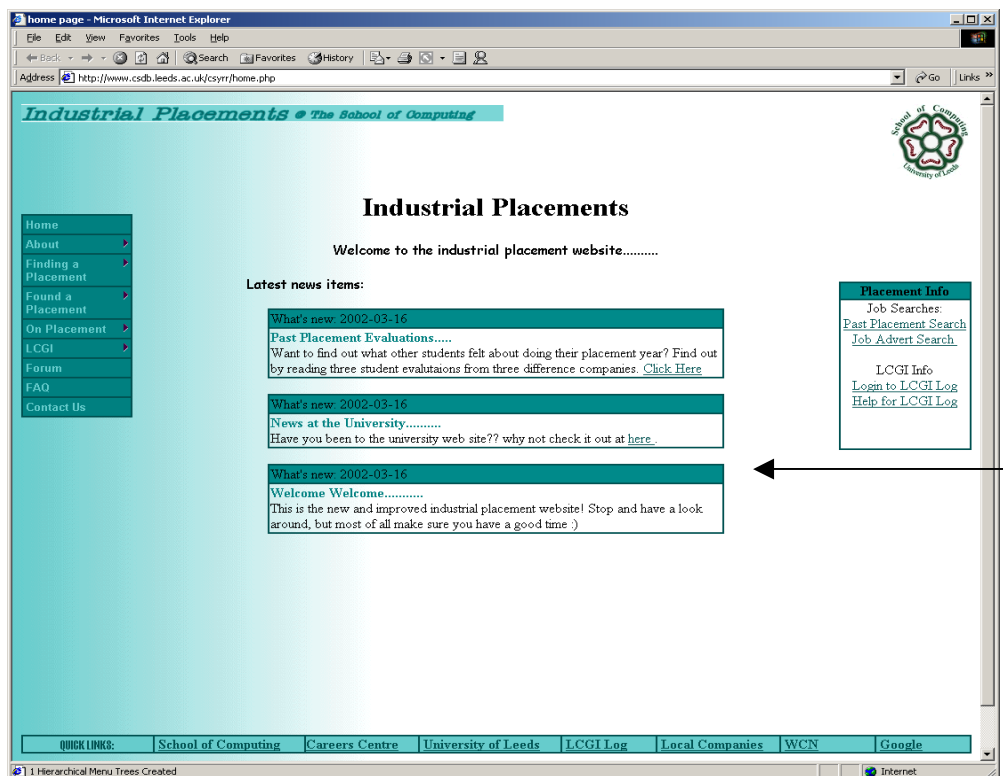 home page - Microsoft Internet Explorer
File Edit View Favorites Tools Help
Back Search Favorites History
Address http://www.csdb.leeds.ac.uk/csyrr/home.php Go Links »
Industrial Placements @ The School of Computing
School of Computing
University of Leeds
Industrial Placements
Welcome to the industrial placement website..........
Home
About
Finding a
Placement
Found a
Placement
On Placement
LCGI
Forum
FAQ
Contact Us
Latest news items:
What's new: 2002-03-16
Past Placement Evaluations.....
Want to find out what other students felt about doing their placement year? Find out
by reading three student evalutaions from three difference companies. Click Here
What's new: 2002-03-16
News at the University..........
Have you been to the university web site?? why not check it out at here .
What's new: 2002-03-16
Welcome Welcome...........
This is the new and improved industrial placement website! Stop and have a look
around, but most of all make sure you have a good time :)
Placement Info
Job Searches:
Past Placement Search
Job Advert Search
LCGI Info
Login to LCGI Log
Help for LCGI Log
QUICK LINKS: School of Computing Careers Centre University of Leeds LCGI Log Local Companies WCN Google
1 Hierarchical Menu Trees Created Internet